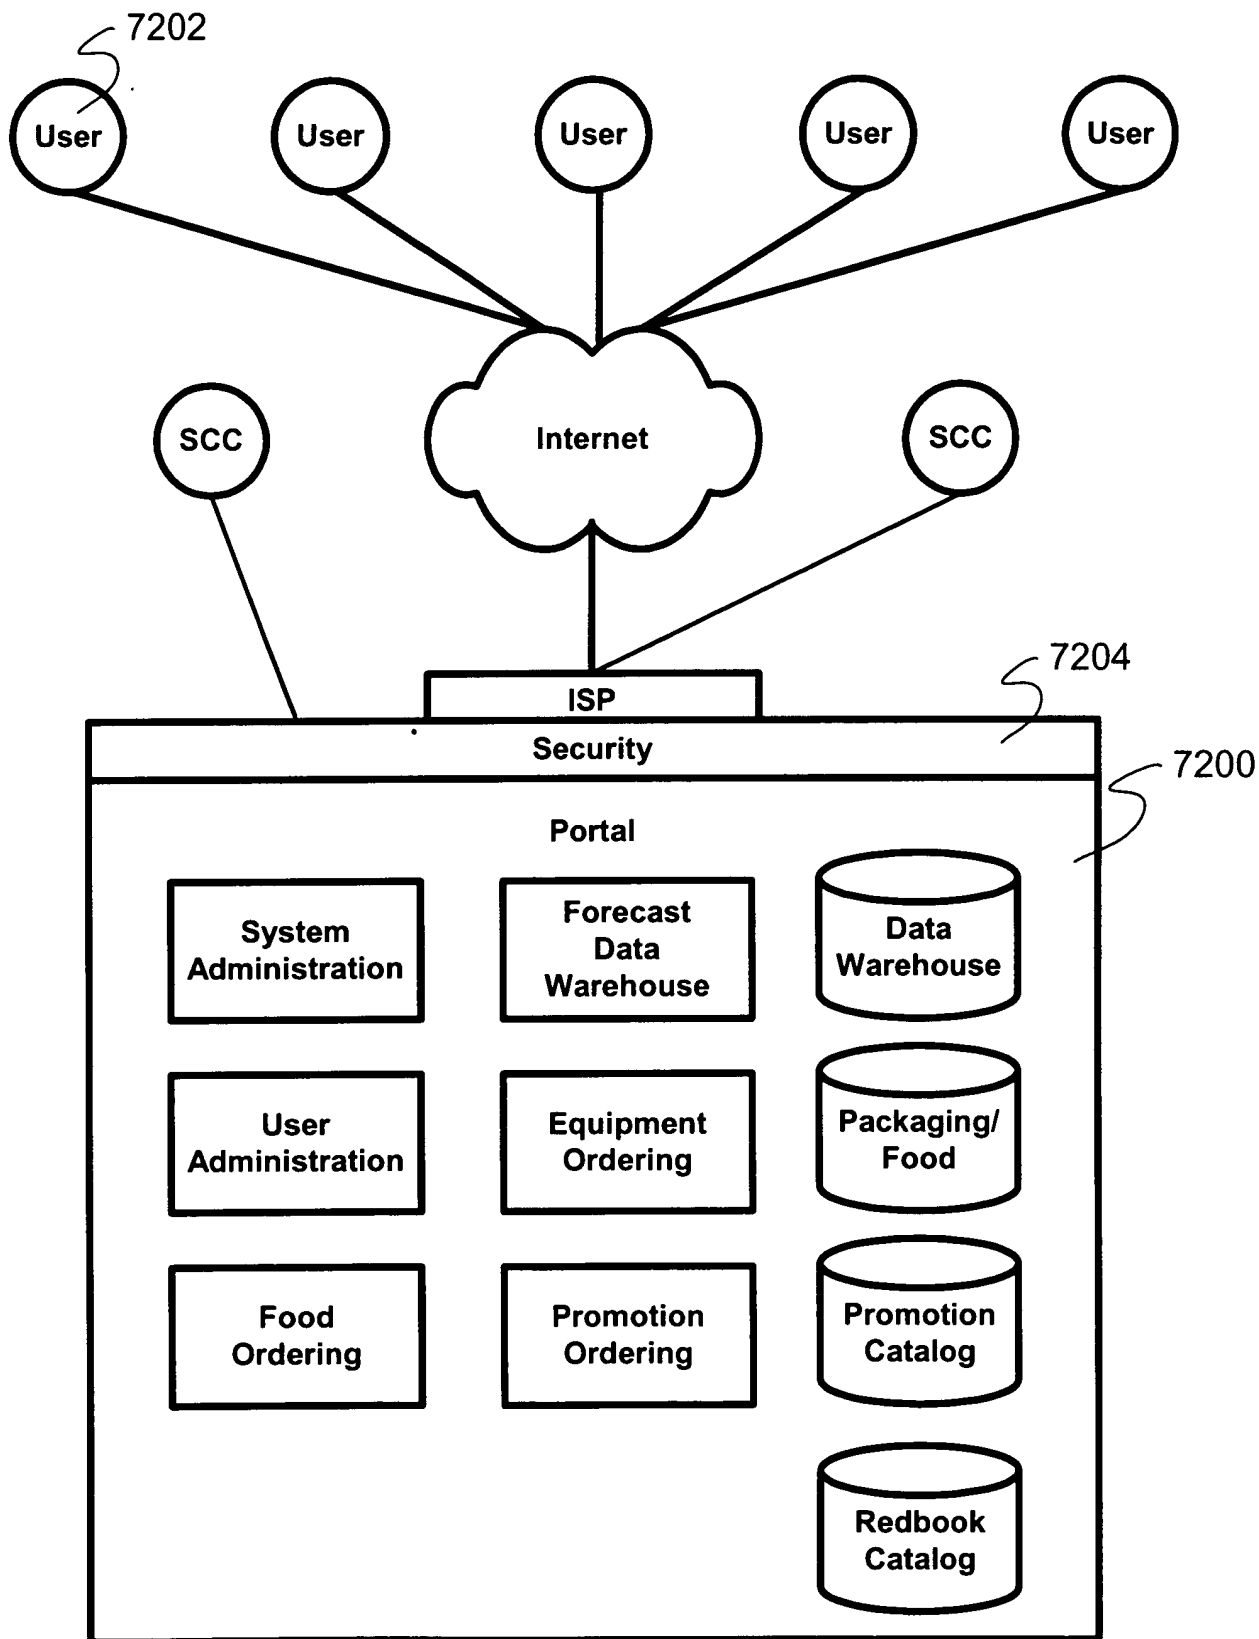 7202
User
User
User
User
User
SCC
Internet
SCC
7204
ISP
Security
7200
Portal
System
Administration
Forecast
Data
Warehouse
Data
Warehouse
User
Administration
Equipment
Ordering
Packaging/
Food
Food
Ordering
Promotion
Ordering
Promotion
Catalog
Redbook
Catalog